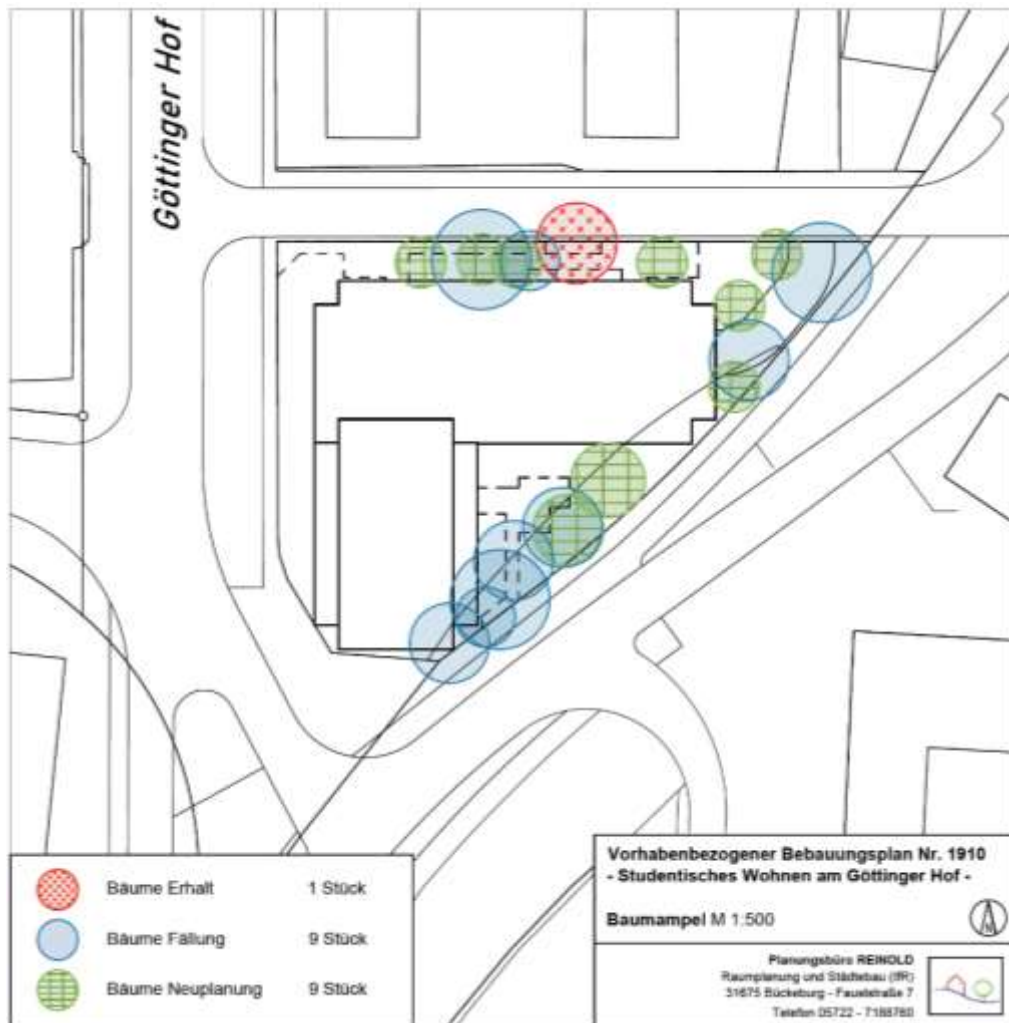 Göttinger Hof
Bäume Erhalt 1 Stück
Bäume Fällung 9 Stück
Bäume Neuplanung 9 Stück
Vorhabenbezogener Bebauungsplan Nr. 1910
- Studentisches Wohnen am Göttinger Hof -
Baumampel M 1:500
N
Planungsbüro REINOLD
Raumplanung und Städtebau (IfR)
31675 Bückeburg - Fauststraße 7
Telefon 05722 - 7188760